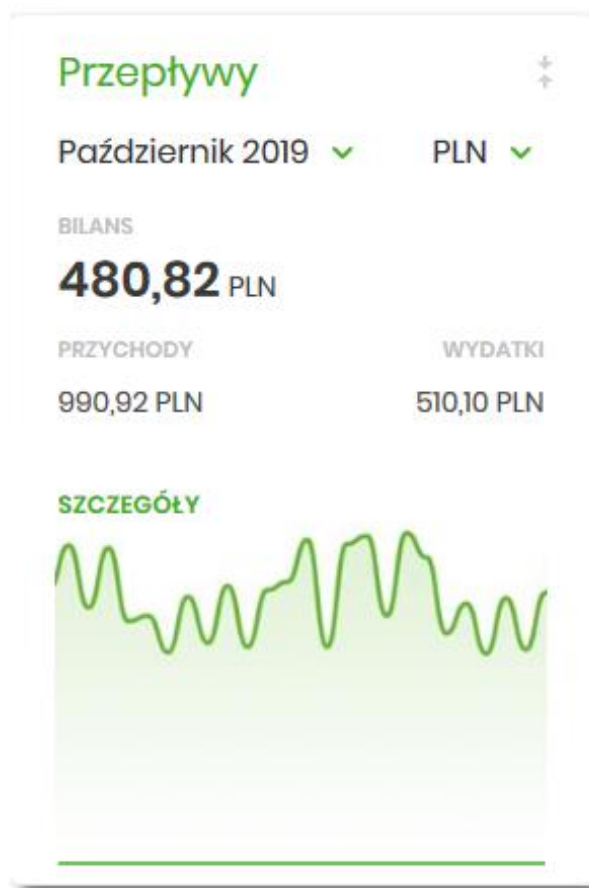 Przepływy
Październik 2019 PLN
BILANS
480,82 PLN
PRZYCHODY WYDATKI
990,92 PLN 510,10 PLN
SZCZEGÓŁY